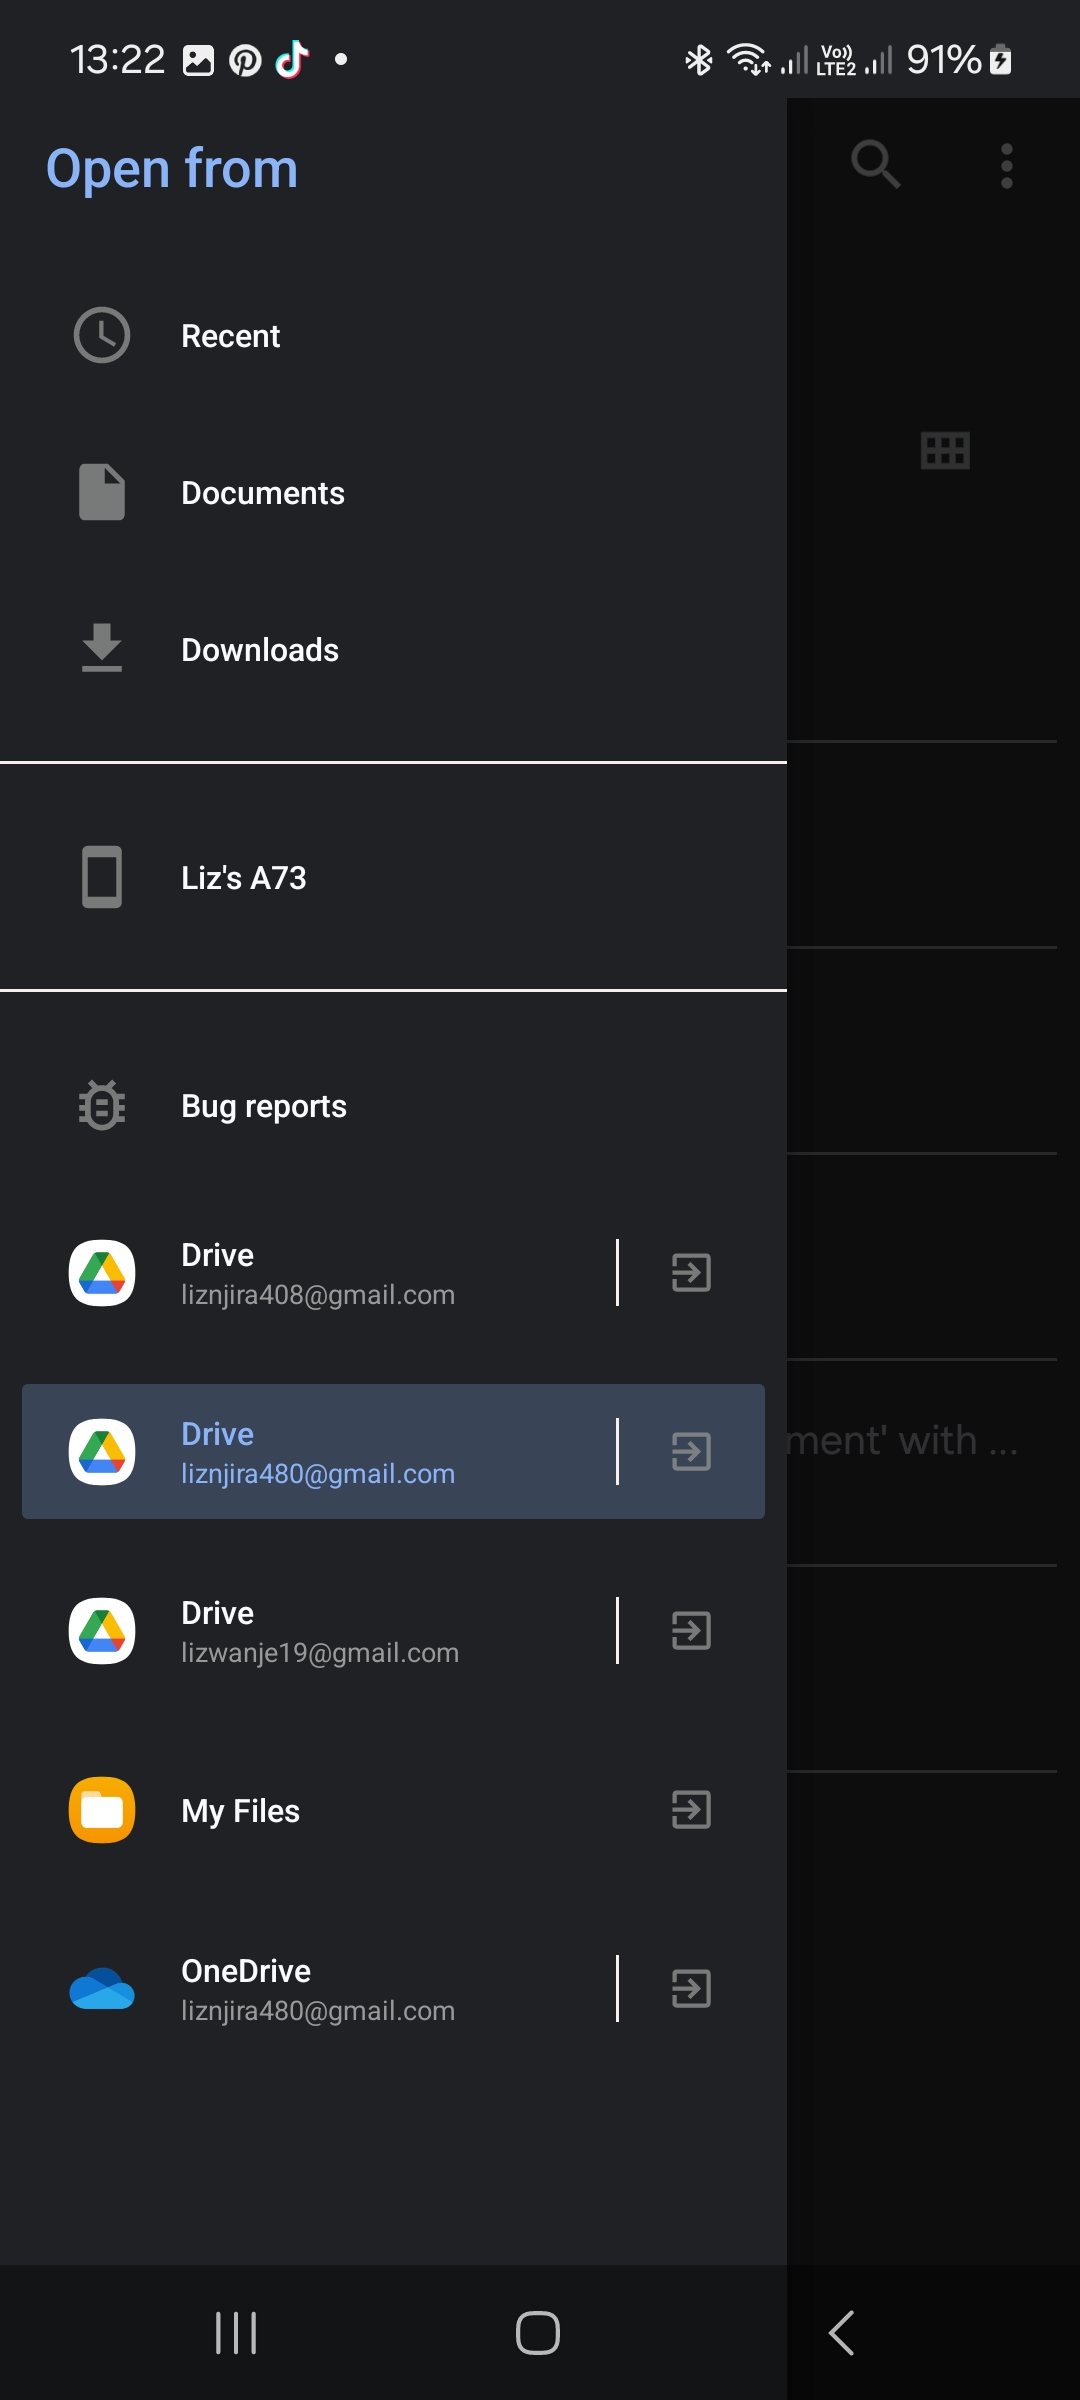 13:22 Vo)) LTE2 91%
Open from
Recent
Documents
Downloads
Liz's A73
Bug reports
Drive
liznjira408@gmail.com
Drive
liznjira480@gmail.com
ment' with ...
Drive
lizwanje19@gmail.com
My Files
OneDrive
liznjira480@gmail.com